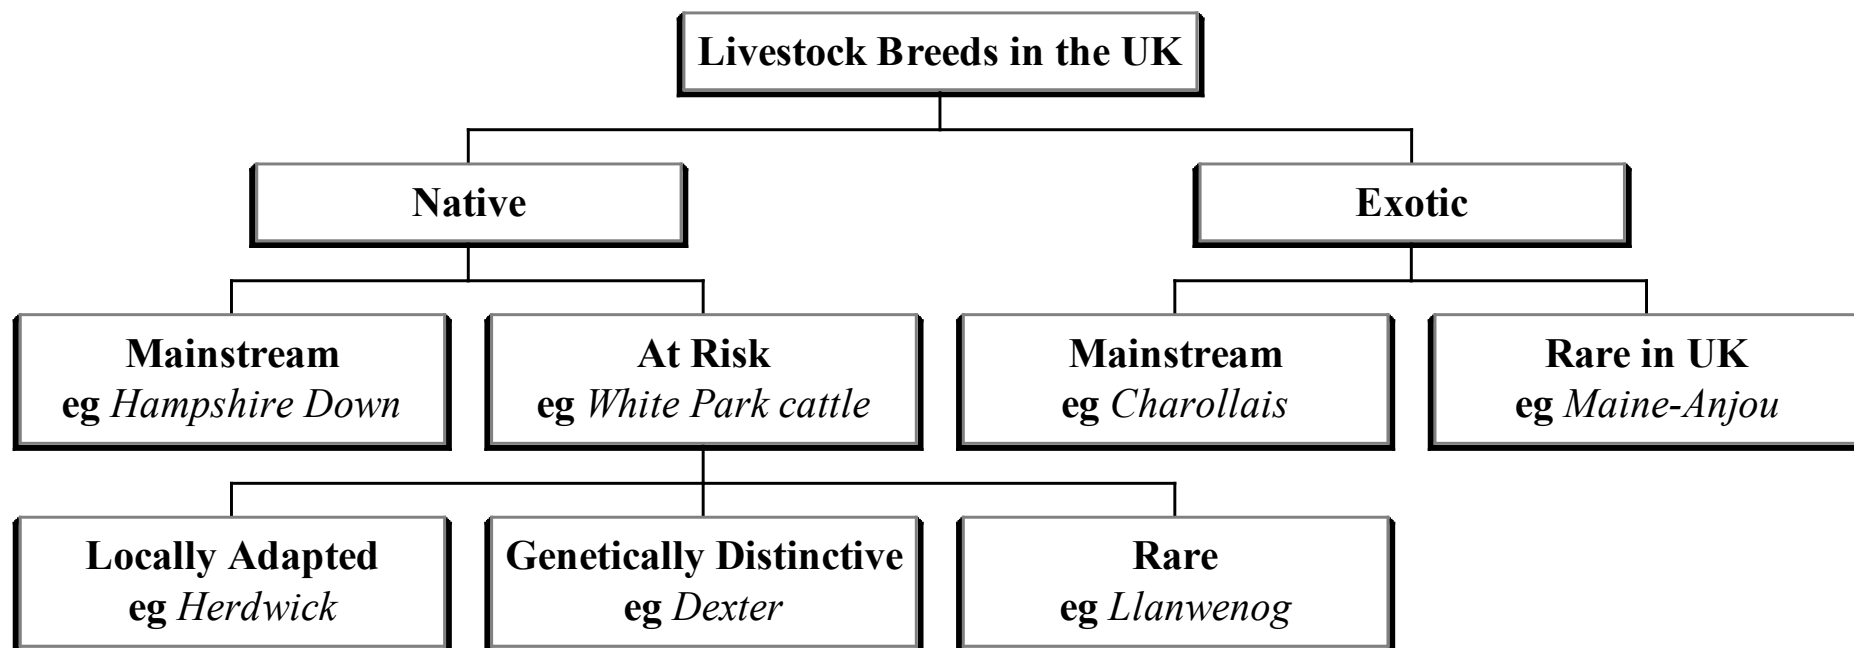 Livestock Breeds in the UK
Native
Exotic
Mainstream
eg Hampshire Down
At Risk
eg White Park cattle
Mainstream
eg Charollais
Rare in UK
eg Maine-Anjou
Locally Adapted
eg Herdwick
Genetically Distinctive
eg Dexter
Rare
eg Llanwenog